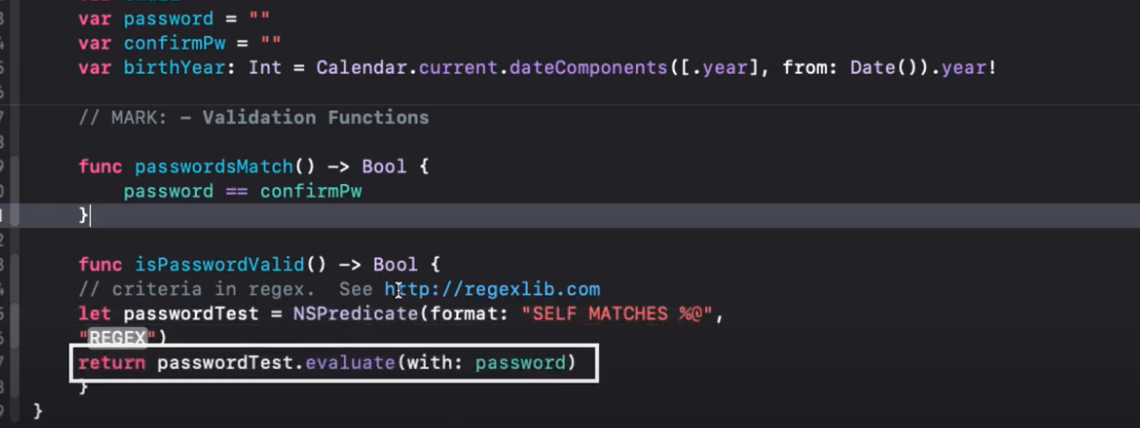 var password = ""
var confirmPw = ""
var birthYear: Int = Calendar.current.dateComponents([.year], from: Date()).year!
// MARK: - Validation Functions
func passwordsMatch() -> Bool {
password == confirmPw
}
func isPasswordValid() -> Bool {
// criteria in regex. See http://regexlib.com
let passwordTest = NSPredicate(format: "SELF MATCHES %@",
"REGEX")
return passwordTest.evaluate(with: password)
}
}